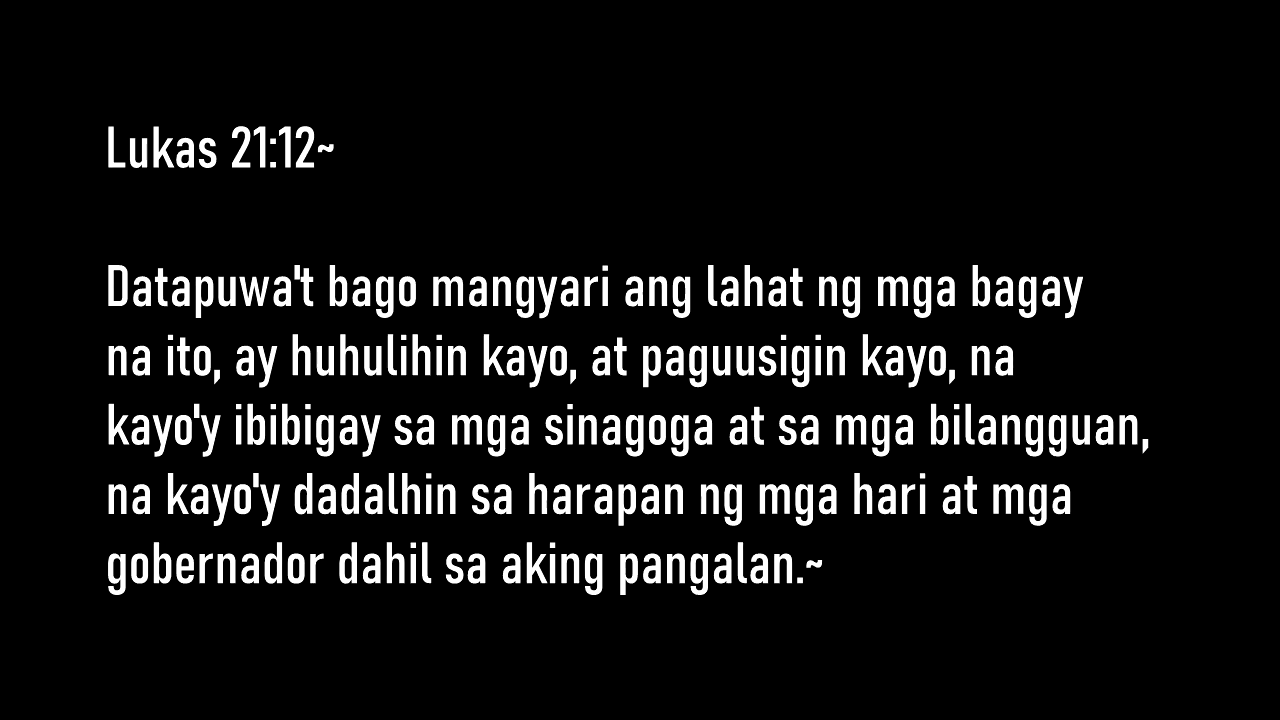 Lukas 21:12~
Datapuwa't bago mangyari ang lahat ng mga bagay
na ito, ay huhulihin kayo, at paguusigin kayo, na
kayo'y ibibigay sa mga sinagoga at sa mga bilangguan,
na kayo'y dadalhin sa harapan ng mga hari at mga
gobernador dahil sa aking pangalan.~